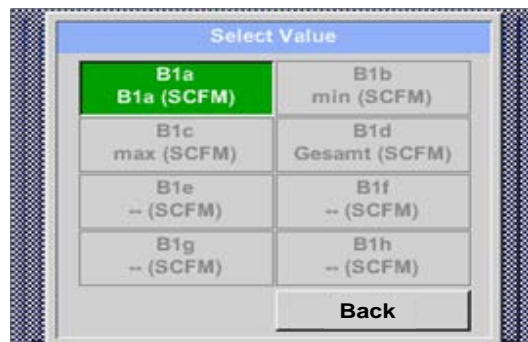 Select Value
B1a
B1a (SCFM)
B1b
min (SCFM)
B1c
max (SCFM)
B1d
Gesamt (SCFM)
B1e
-- (SCFM)
B1f
-- (SCFM)
B1g
-- (SCFM)
B1h
-- (SCFM)
Back